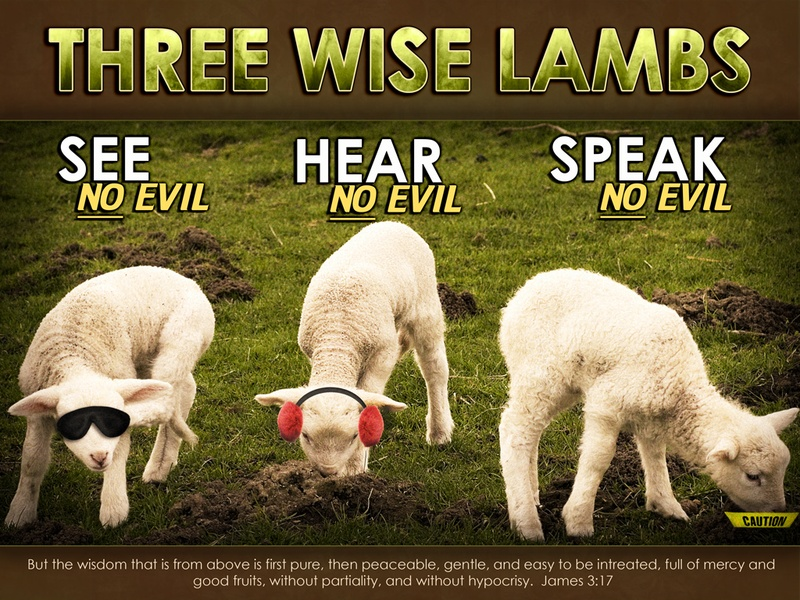 THREE WISE LAMBS
SEE
NO EVIL
HEAR
NO EVIL
SPEAK
NO EVIL
CAUTION
But the wisdom that is from above is first pure, then peaceable, gentle, and easy to be intreated, full of mercy and
good fruits, without partiality, and without hypocrisy.  James 3:17